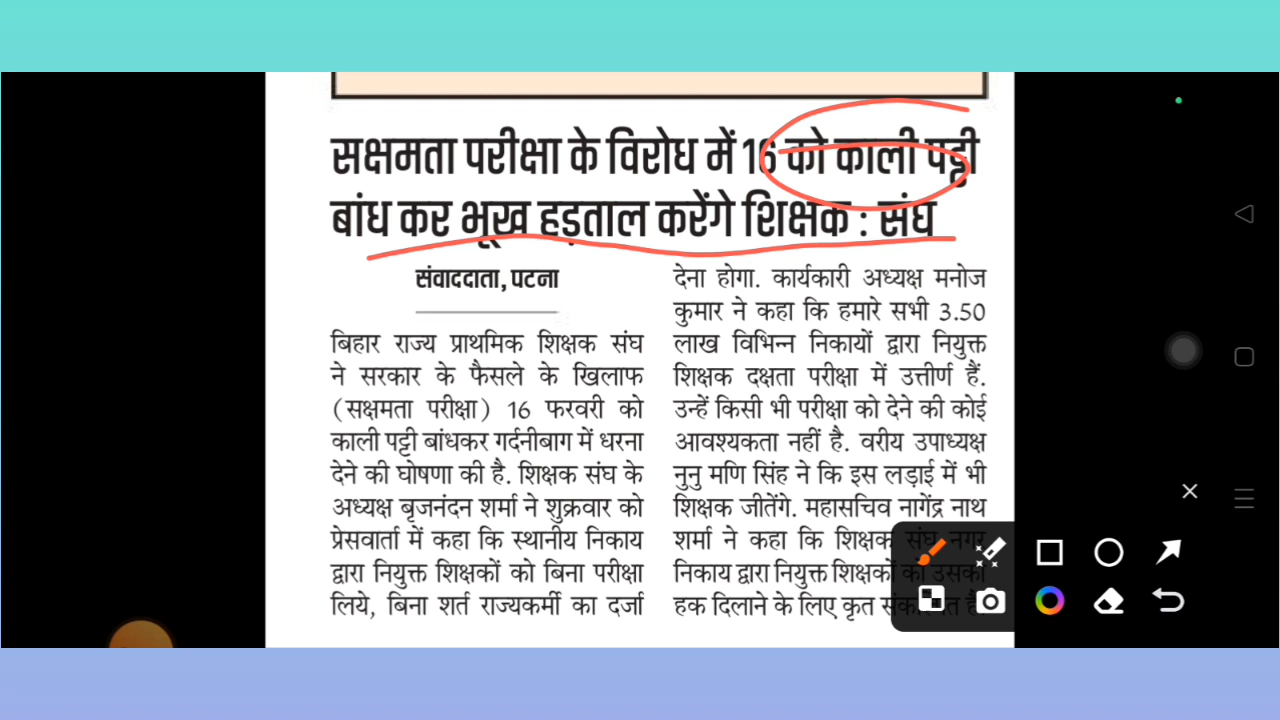 सक्षमता परीक्षा के विरोध में 16 को काली पट्टी
बांध कर भूख हड़ताल करेंगे शिक्षक : संघ
संवाददाता, पटना
बिहार राज्य प्राथमिक शिक्षक संघ
ने सरकार के फैसले के खिलाफ
(सक्षमता परीक्षा) 16 फरवरी को
काली पट्टी बांधकर गर्दनीबाग में धरना
देने की घोषणा की है. शिक्षक संघ के
अध्यक्ष बृजनंदन शर्मा ने शुक्रवार को
प्रेसवार्ता में कहा कि स्थानीय निकाय
द्वारा नियुक्त शिक्षकों को बिना परीक्षा
लिये, बिना शर्त राज्यकर्मी का दर्जा
देना होगा. कार्यकारी अध्यक्ष मनोज
कुमार ने कहा कि हमारे सभी 3.50
लाख विभिन्न निकायों द्वारा नियुक्त
शिक्षक दक्षता परीक्षा में उत्तीर्ण हैं.
उन्हें किसी भी परीक्षा को देने की कोई
आवश्यकता नहीं है. वरीय उपाध्यक्ष
नुनु मणि सिंह ने कि इस लड़ाई में भी
शिक्षक जीतेंगे. महासचिव नागेंद्र नाथ
शर्मा ने कहा कि शिक्षक संघ नगर
निकाय द्वारा नियुक्त शिक्षकों को उसका
हक दिलाने के लिए कृत संकल्पित है.